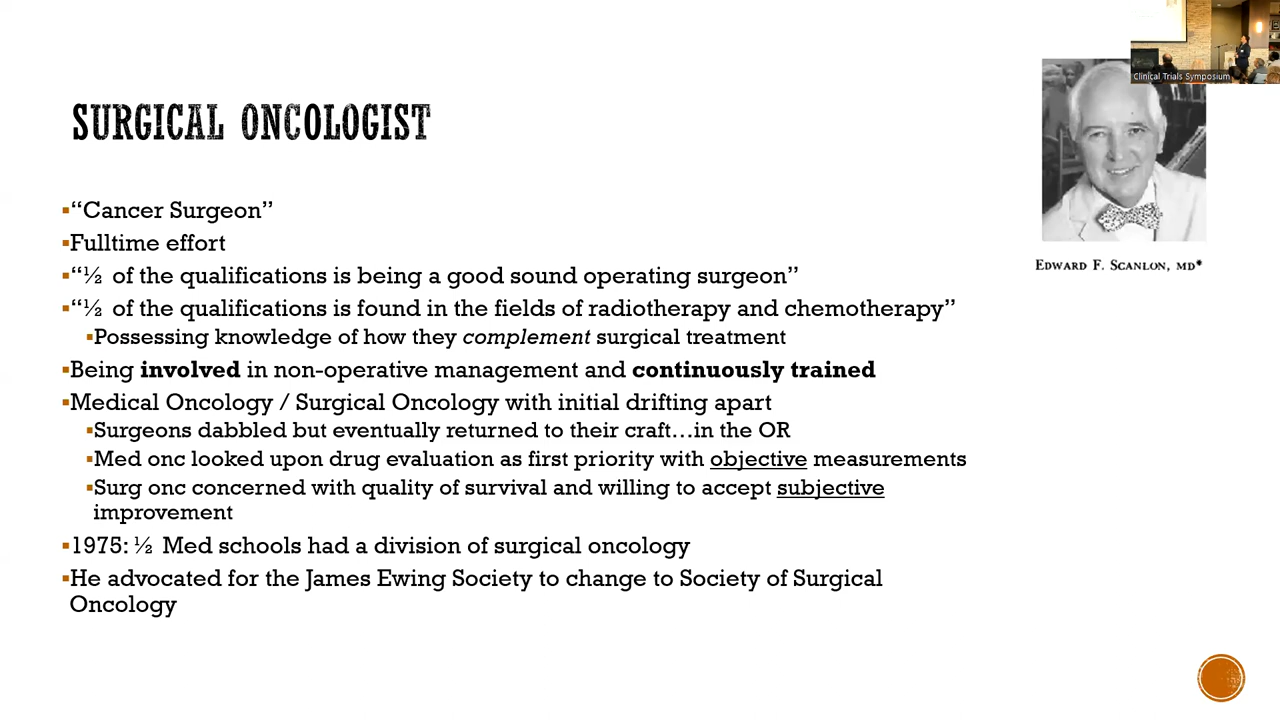 Clinical Trials Symposium
SURGICAL ONCOLOGIST
EDWARD F. SCANLON, MD*
▪“Cancer Surgeon”
▪Fulltime effort
▪“½ of the qualifications is being a good sound operating surgeon”
▪“½ of the qualifications is found in the fields of radiotherapy and chemotherapy”
▪Possessing knowledge of how they complement surgical treatment
▪Being involved in non-operative management and continuously trained
▪Medical Oncology / Surgical Oncology with initial drifting apart
▪Surgeons dabbled but eventually returned to their craft…in the OR
▪Med onc looked upon drug evaluation as first priority with objective measurements
▪Surg onc concerned with quality of survival and willing to accept subjective
improvement
▪1975: ½ Med schools had a division of surgical oncology
▪He advocated for the James Ewing Society to change to Society of Surgical
Oncology